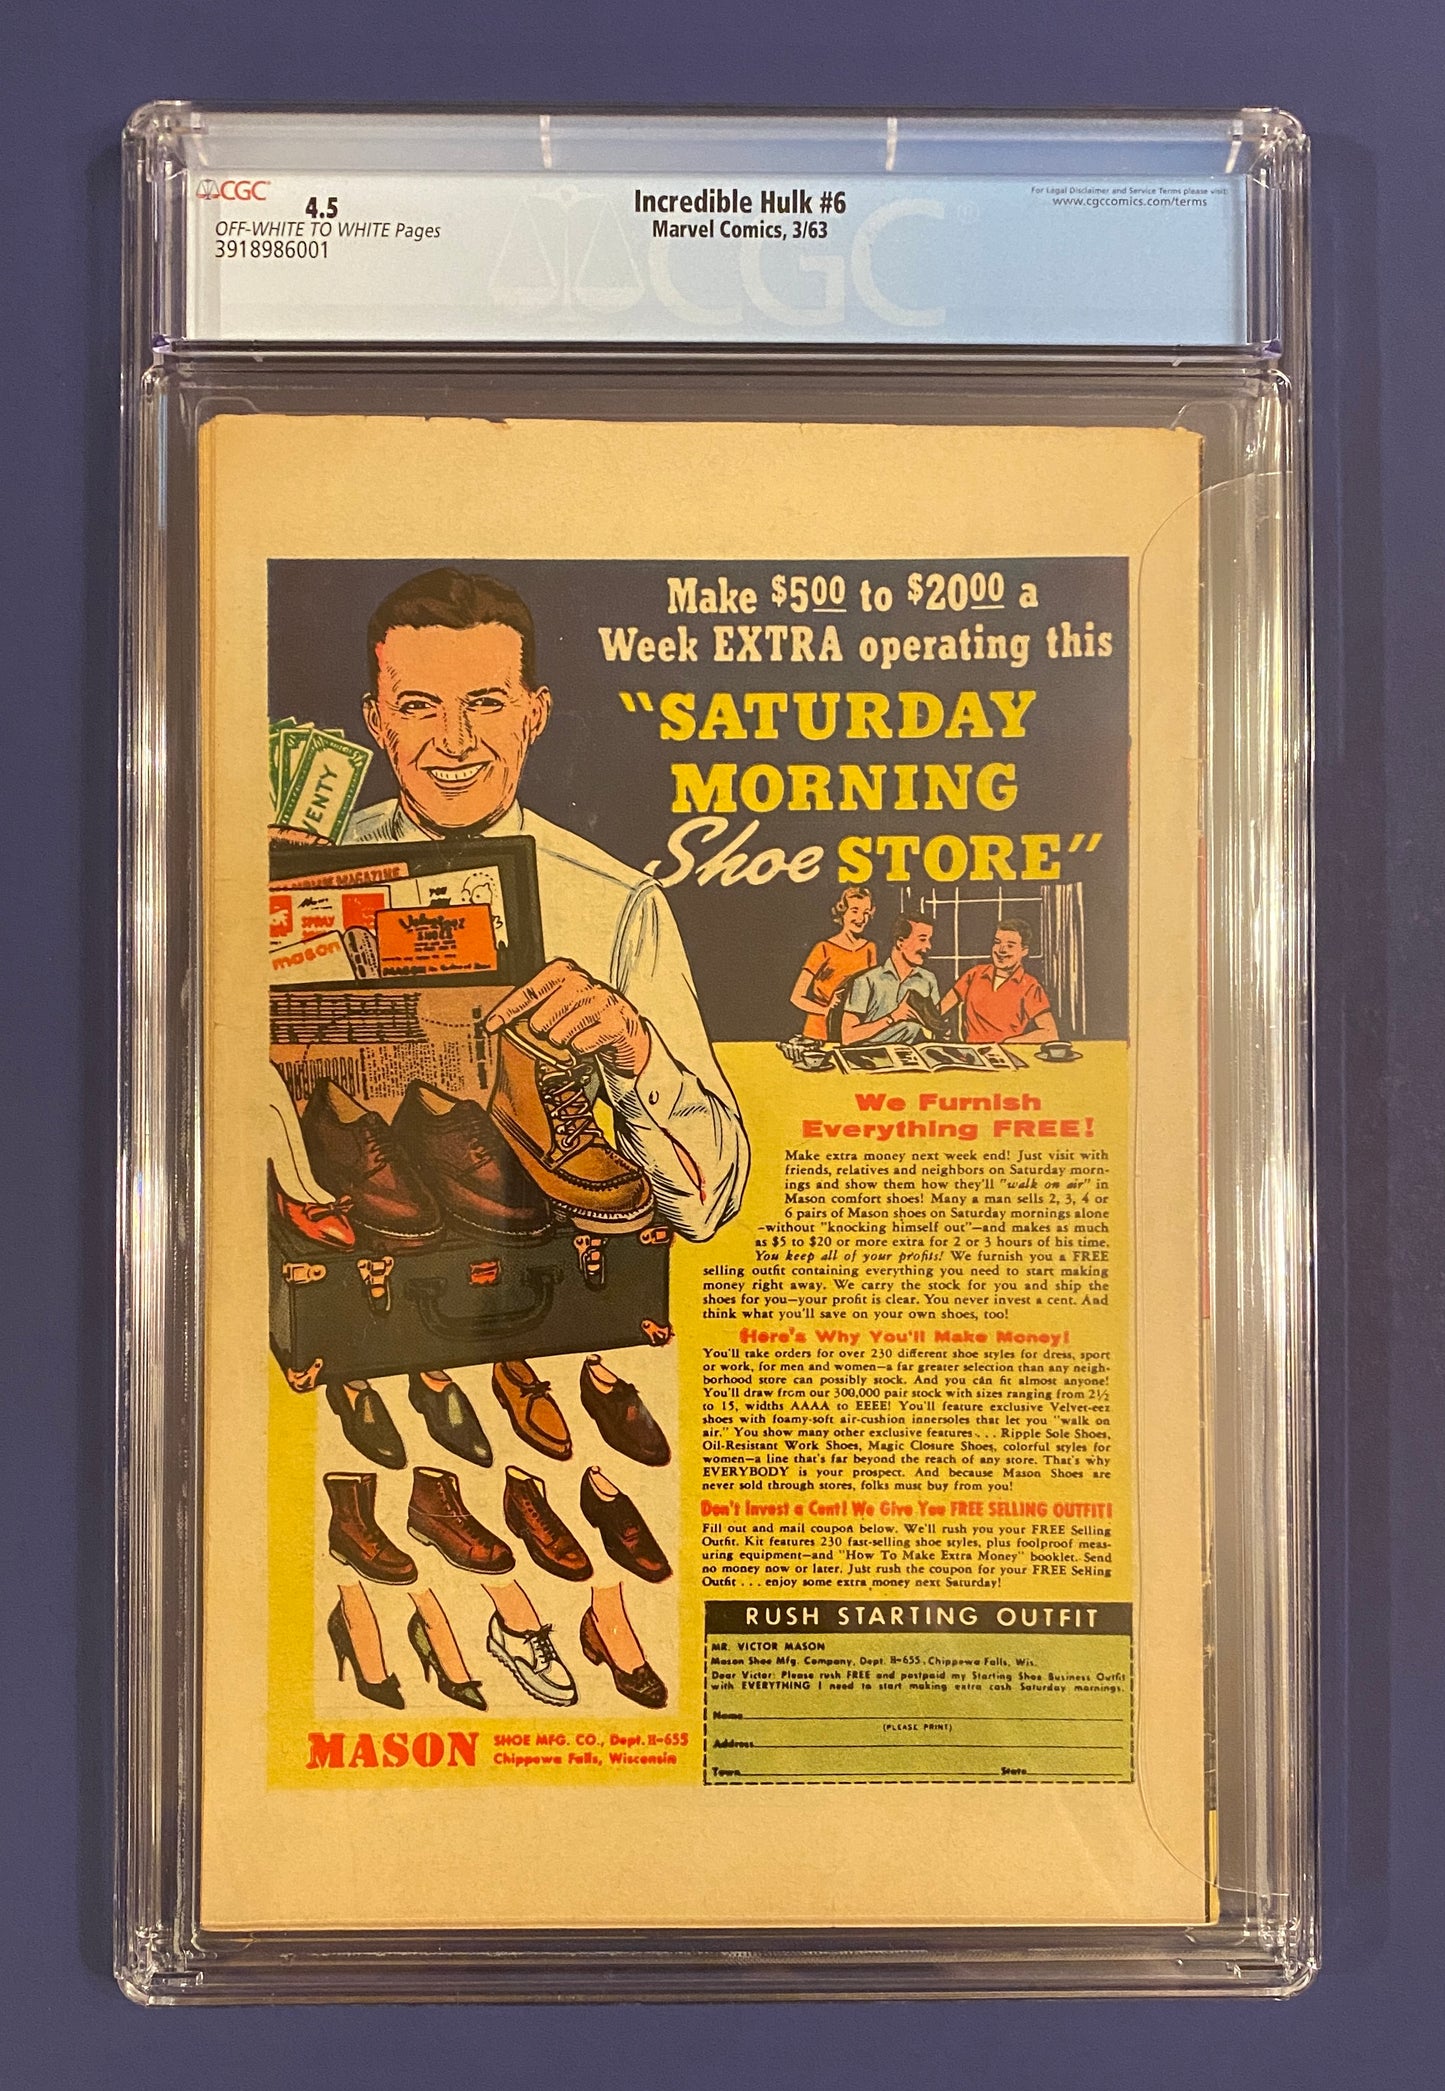 CGC
4.5
OFF-WHITE TO WHITE Pages
3918986001
Incredible Hulk #6
Marvel Comics, 3/63
For Legal Disclaimer and Service Terms please visit:
www.cgccomics.com/terms
CGC
Make $5.00 to $20.00 a
Week EXTRA operating this
"SATURDAY
MORNING
Shoe STORE"
VENTY
MAGAZINE
SPRAY
mason
Velvet-eez
SHOES
We Furnish
Everything FREE!
Make extra money next week end! Just visit with
friends, relatives and neighbors on Saturday morn-
ings and show them how they'll "walk on air" in
Mason comfort shoes! Many a man sells 2, 3, 4 or
6 pairs of Mason shoes on Saturday mornings alone
-without "knocking himself out"-and makes as much
as $5 to $20 or more extra for 2 or 3 hours of his time.
You keep all of your profits! We furnish you a FREE
selling outfit containing everything you need to start making
money right away. We carry the stock for you and ship the
shoes for you—your profit is clear. You never invest a cent. And
think what you'll save on your own shoes, too!
Here's Why You'll Make Money!
You'll take orders for over 230 different shoe styles for dress, sport
or work, for men and women—a far greater selection than any neigh-
borhood store can possibly stock. And you can fit almost anyone!
You'll draw from our 300,000 pair stock with sizes ranging from 2½
to 15, widths AAAA to EEEE! You'll feature exclusive Velvet-eez
shoes with foamy-soft air-cushion innersoles that let you "walk on
air." You show many other exclusive features . . . Ripple Sole Shoes,
Oil-Resistant Work Shoes, Magic Closure Shoes, colorful styles for
women—a line that's far beyond the reach of any store. That's why
EVERYBODY is your prospect. And because Mason Shoes are
never sold through stores, folks must buy from you!
Don't Invest a Cent! We Give You FREE SELLING OUTFIT!
Fill out and mail coupon below. We'll rush you your FREE Selling
Outfit. Kit features 230 fast-selling shoe styles, plus foolproof meas-
uring equipment—and "How To Make Extra Money" booklet. Send
no money now or later. Just rush the coupon for your FREE Selling
Outfit . . . enjoy some extra money next Saturday!
RUSH STARTING OUTFIT
MR. VICTOR MASON
Mason Shoe Mfg. Company, Dept. H-655, Chippewa Falls, Wis.
Dear Victor: Please rush FREE and postpaid my Starting Shoe Business Outfit
with EVERYTHING I need to start making extra cash Saturday mornings.
Name
(PLEASE PRINT)
Address
Town State
MASON SHOE MFG. CO., Dept. H-655
Chippewa Falls, Wisconsin